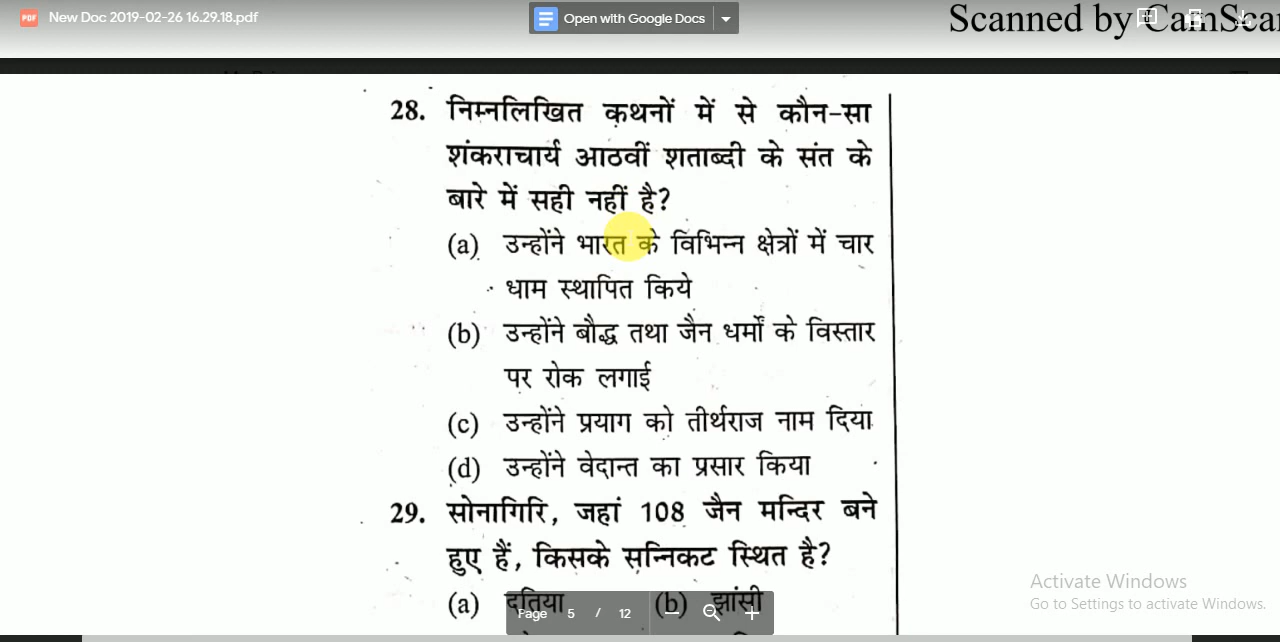 New Doc 2019-02-26 16.29.18.pdf
Open with Google Docs
Scanned by CamScan
28. निम्नलिखित कथनों में से कौन-सा
शंकराचार्य आठवीं शताब्दी के संत के
बारे में सही नहीं है?
(a) उन्होंने भारत के विभिन्न क्षेत्रों में चार
धाम स्थापित किये
(b) उन्होंने बौद्ध तथा जैन धर्मों के विस्तार
पर रोक लगाई
(c) उन्होंने प्रयाग को तीर्थराज नाम दिया
(d) उन्होंने वेदान्त का प्रसार किया
29. सोनागिरि, जहां 108 जैन मन्दिर बने
हुए हैं, किसके सन्निकट स्थित है?
(a) दतिया (b) झांसी
Page 5 / 12
Activate Windows
Go to Settings to activate Windows.